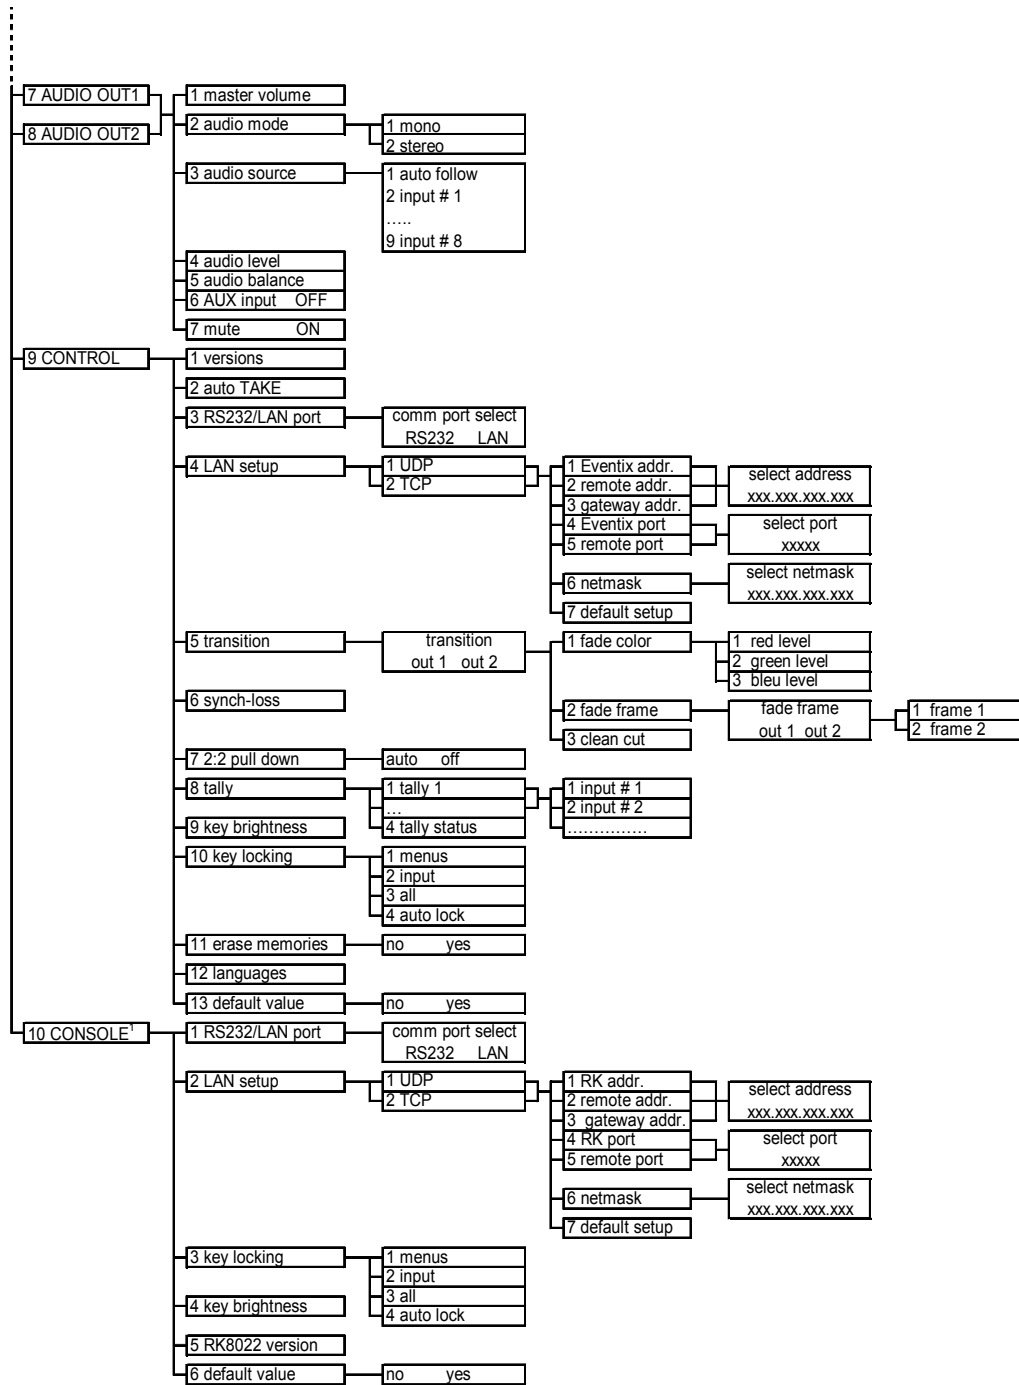 7 AUDIO OUT1
8 AUDIO OUT2
1 master volume
2 audio mode
1 mono
2 stereo
3 audio source
1 auto follow
2 input # 1
.....
9 input # 8
4 audio level
5 audio balance
6 AUX input OFF
7 mute ON
9 CONTROL
1 versions
2 auto TAKE
3 RS232/LAN port
comm port select
RS232 LAN
4 LAN setup
1 UDP
2 TCP
1 Eventix addr.
2 remote addr.
3 gateway addr.
4 Eventix port
5 remote port
select address
xxx.xxx.xxx.xxx
select port
xxxxx
6 netmask
select netmask
xxx.xxx.xxx.xxx
7 default setup
5 transition
transition
out 1 out 2
1 fade color
1 red level
2 green level
3 bleu level
6 synch-loss
2 fade frame
fade frame
out 1 out 2
1 frame 1
2 frame 2
3 clean cut
7 2:2 pull down
auto off
8 tally
1 tally 1
...
4 tally status
1 input # 1
2 input # 2
...............
9 key brightness
10 key locking
1 menus
2 input
3 all
4 auto lock
11 erase memories
no yes
12 languages
13 default value
no yes
10 CONSOLE¹
1 RS232/LAN port
comm port select
RS232 LAN
2 LAN setup
1 UDP
2 TCP
1 RK addr.
2 remote addr.
3 gateway addr.
4 RK port
5 remote port
select address
xxx.xxx.xxx.xxx
select port
xxxxx
6 netmask
select netmask
xxx.xxx.xxx.xxx
7 default setup
3 key locking
1 menus
2 input
3 all
4 auto lock
4 key brightness
5 RK8022 version
6 default value
no yes